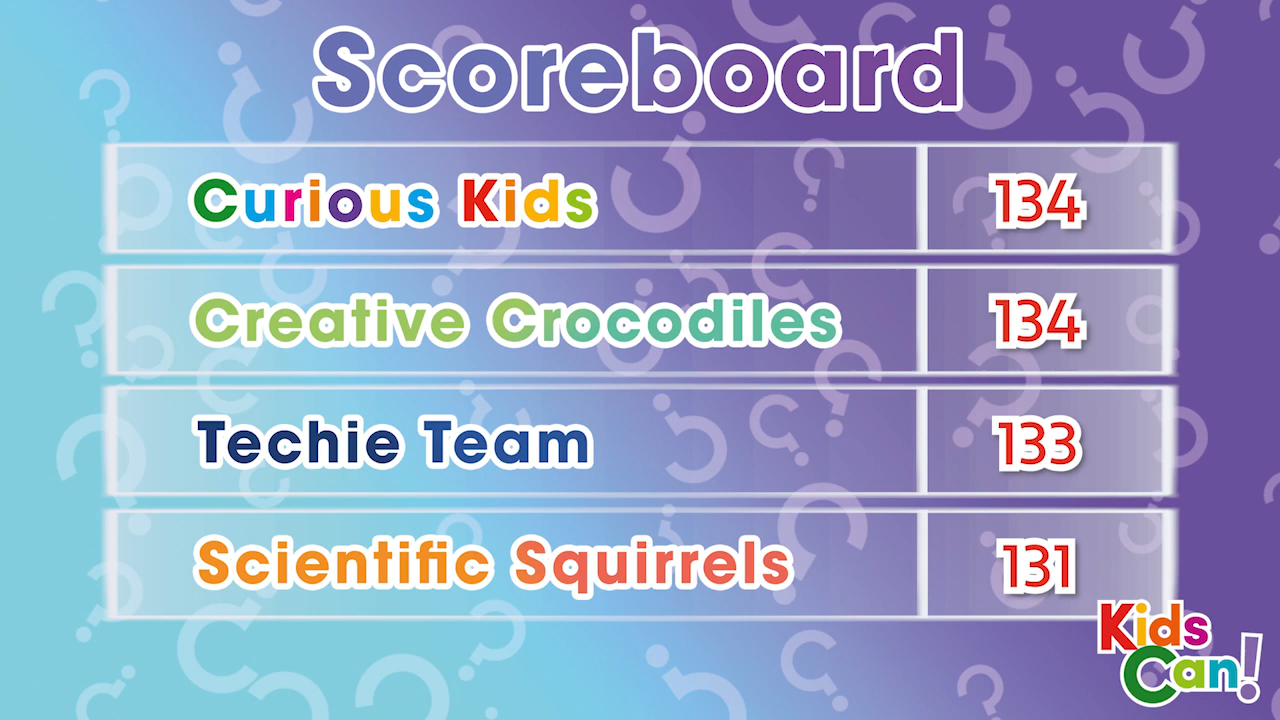 Scoreboard
Curious Kids 134
Creative Crocodiles 134
Techie Team 133
Scientific Squirrels 131
Kids
Can!